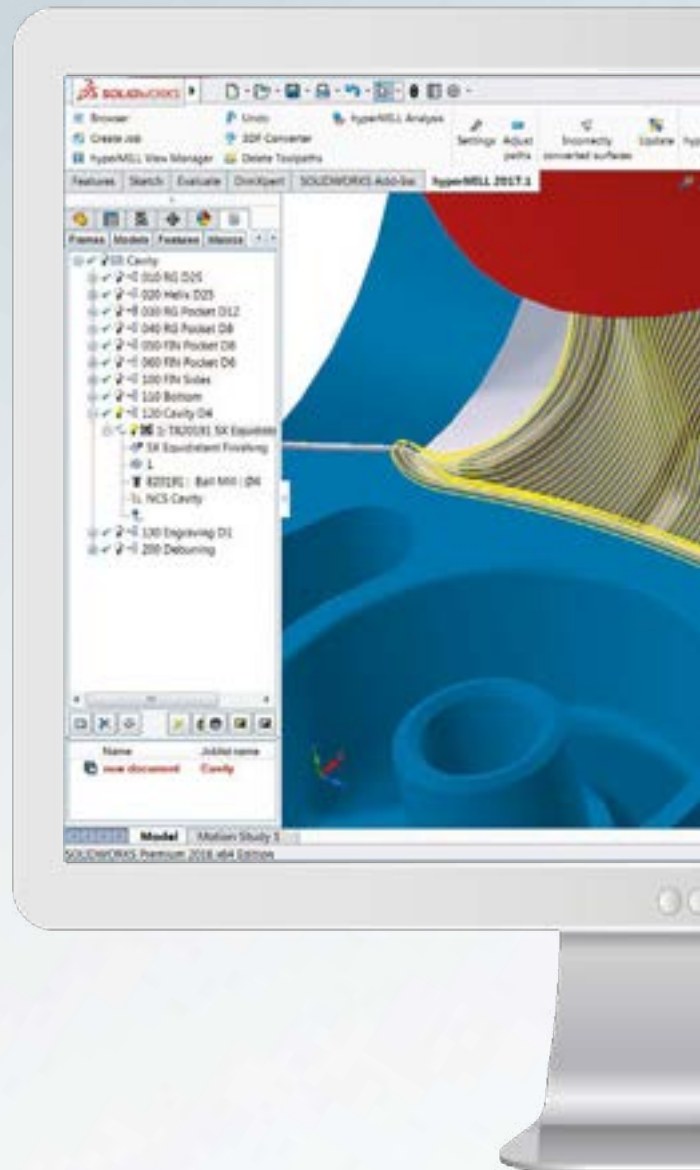 SOLIDWORKS
Browser
Undo
hyperMILL Analysis
Create Job
3DF Converter
hyperMILL View Manager
Delete Toolpaths
Settings
Adjust paths
Incorrectly converted surfaces
Update
Features Sketch Evaluate DimXpert SOLIDWORKS Add-Ins hyperMILL 2017.1
Frames Models Features Macros
Cavity
010 RG D25
020 Helix D25
030 RG Pocket D12
040 RG Pocket D8
050 FIN Pocket D8
060 FIN Pocket D6
100 FIN Sides
110 Bottom
120 Cavity D4
5X Equidistant Finishing
1
820191 : Ball Mill : Ø4
NCS Cavity
130 Engraving D1
200 Deburring
Name Joblist name
new document Cavity
Model Motion Study 1
SOLIDWORKS Premium 2016 x64 Edition